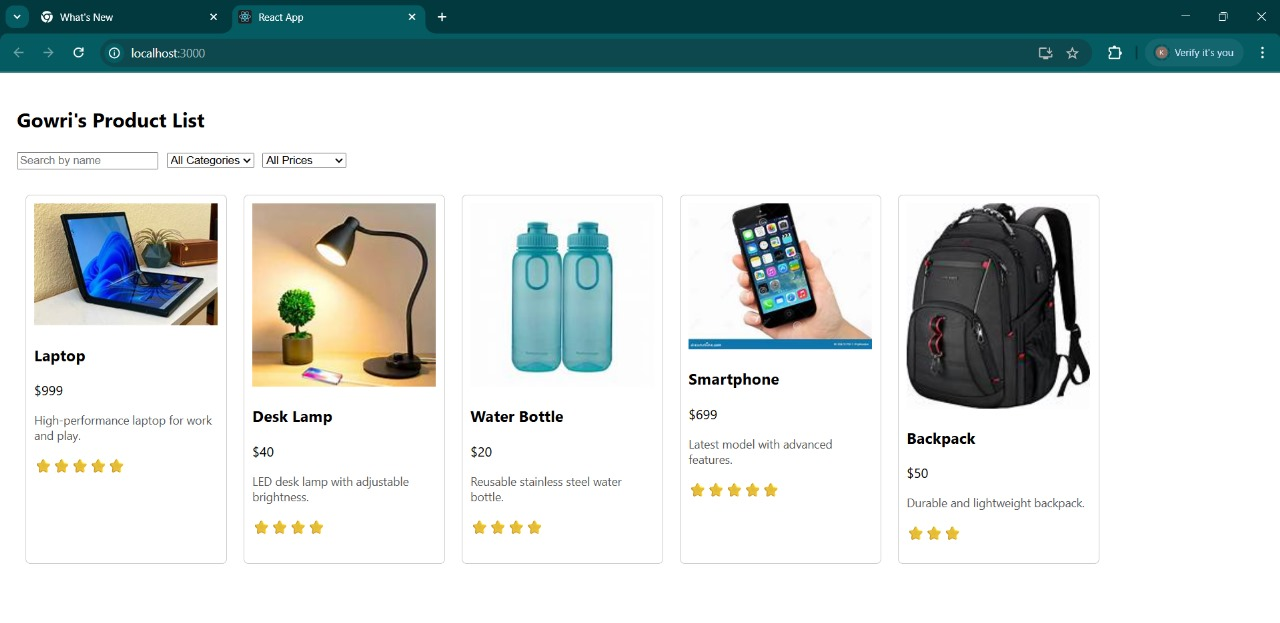 What's New
React App
localhost:3000
K
Verify it's you
Gowri's Product List
Search by name
All Categories
All Prices
Laptop
$999
High-performance laptop for work
and play.
Desk Lamp
$40
LED desk lamp with adjustable
brightness.
Water Bottle
$20
Reusable stainless steel water
bottle.
Smartphone
$699
Latest model with advanced
features.
Backpack
$50
Durable and lightweight backpack.